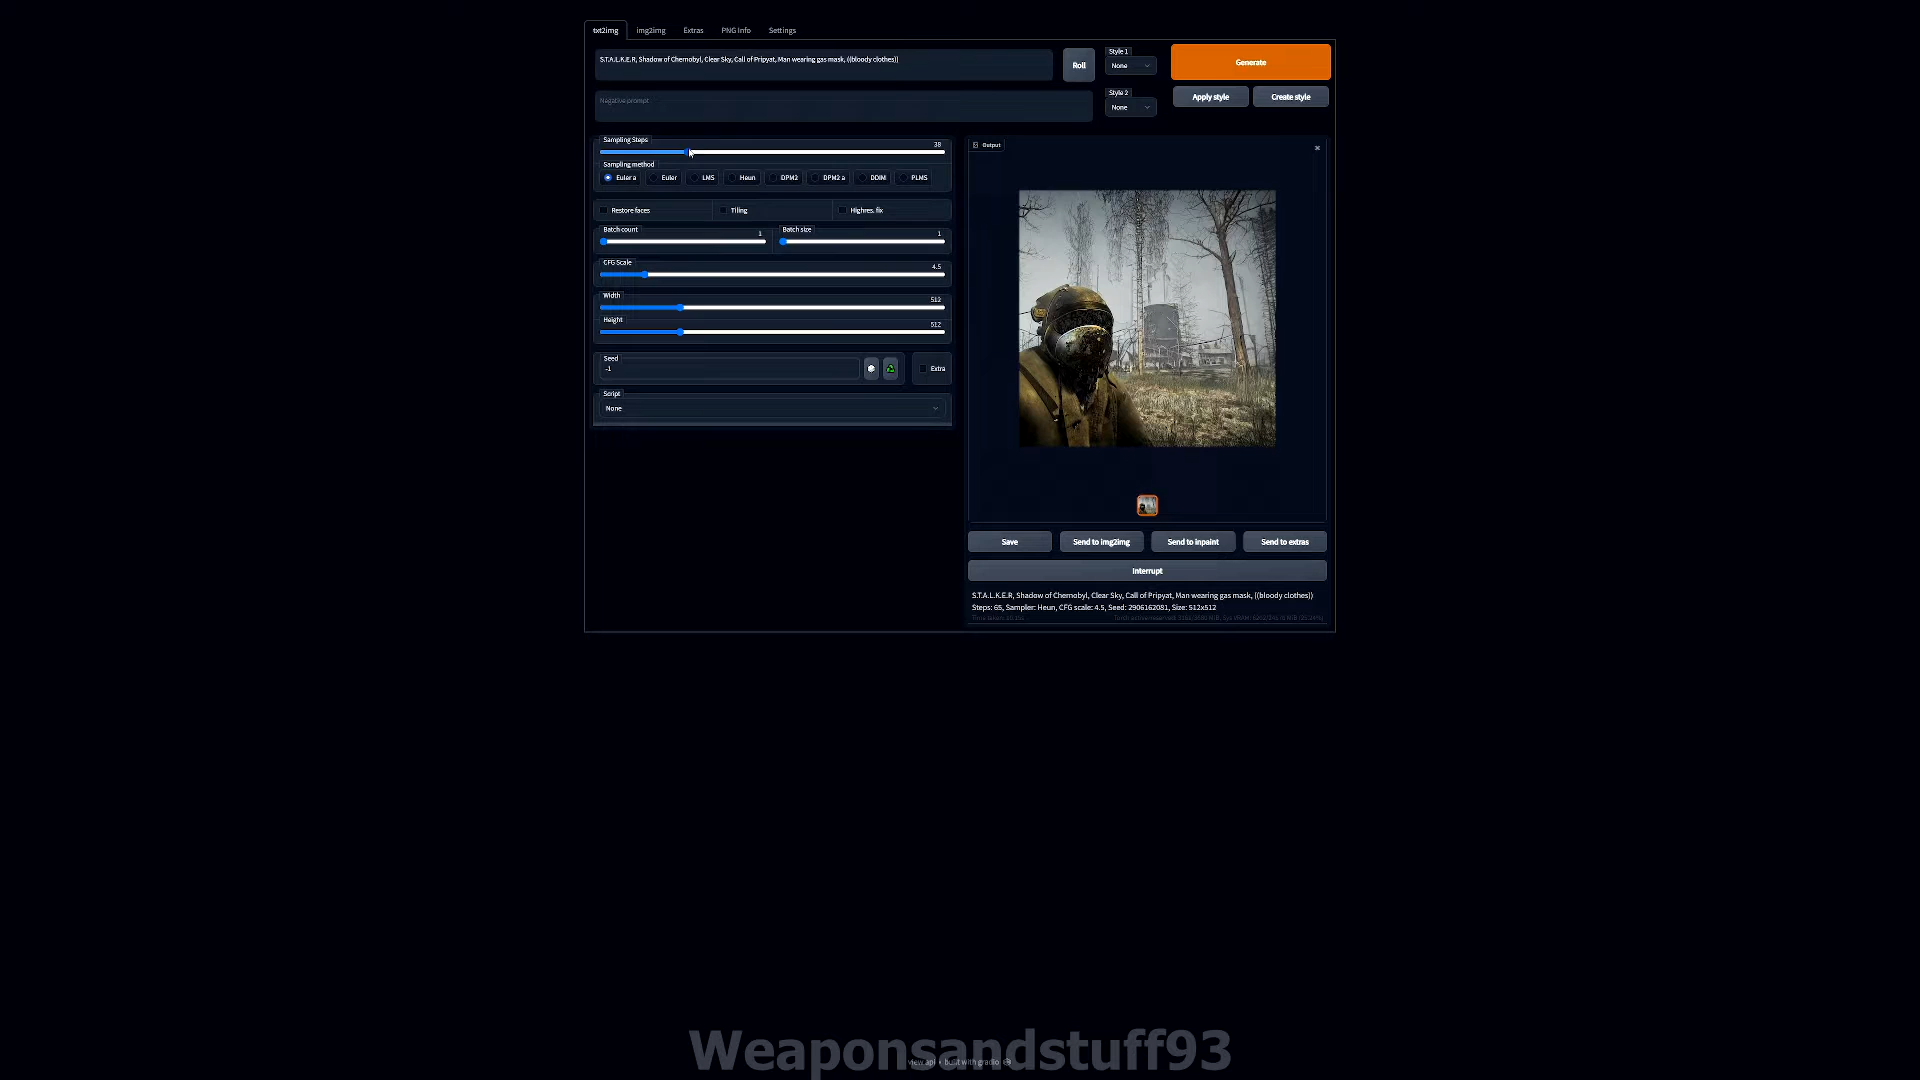 txt2img img2img Extras PNG Info Settings
S.T.A.L.K.E.R, Shadow of Chernobyl, Clear Sky, Call of Pripyat, Man wearing gas mask, ((bloody clothes))
Roll
Style 1
None
Generate
Negative prompt
Style 2
None
Apply style
Create style
Sampling Steps
38
Sampling method
Euler a Euler LMS Heun DPM2 DPM2 a DDIM PLMS
Restore faces Tiling Highres. fix
Batch count 1 Batch size 1
CFG Scale
4.5
Width
512
Height
512
Seed
-1
Extra
Script
None
Output
Save Send to img2img Send to inpaint Send to extras
Interrupt
S.T.A.L.K.E.R, Shadow of Chernobyl, Clear Sky, Call of Pripyat, Man wearing gas mask, ((bloody clothes))
Steps: 65, Sampler: Heun, CFG scale: 4.5, Seed: 2906162081, Size: 512x512
Weaponsandstuff93
view api • built with gradio